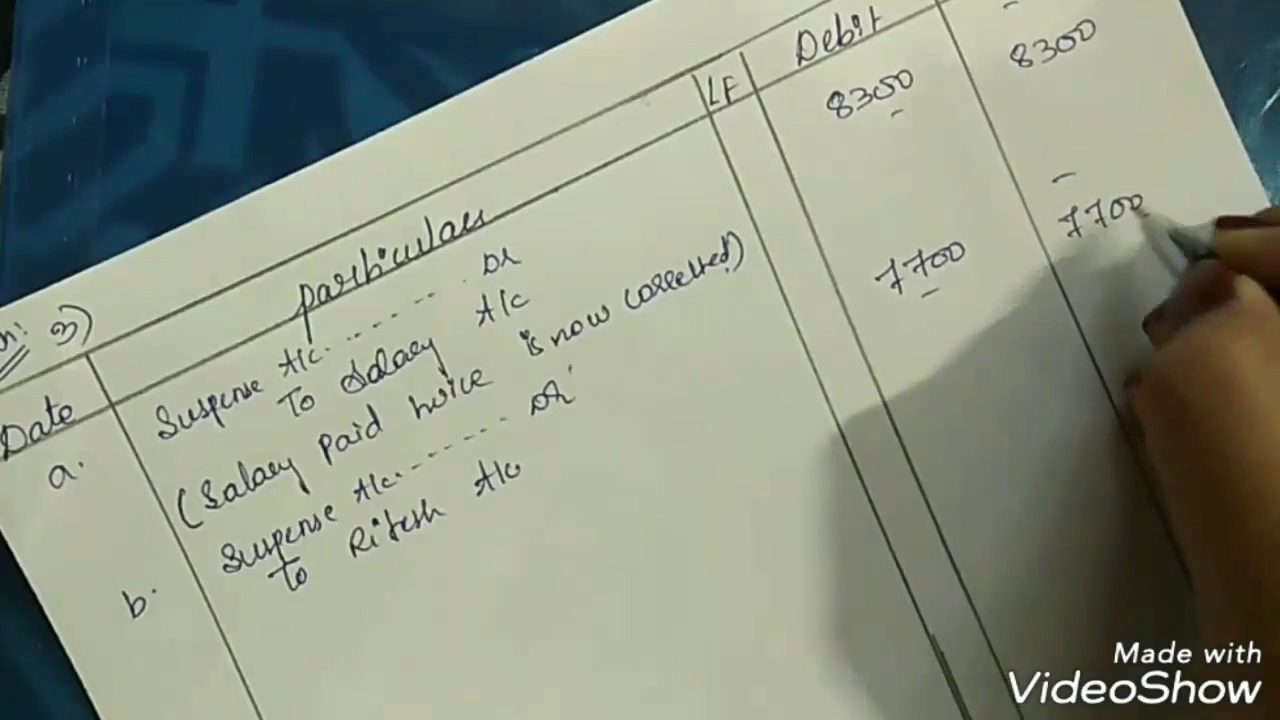 3)
Date Particulars LF Debit
a. Suspense A/c. ------- Dr 8300
To Salary A/c 8300
(Salary paid twice is now corrected)
b. Suspense A/c. ------- Dr 7700
To Ritesh A/c 7700
Made with
VideoShow